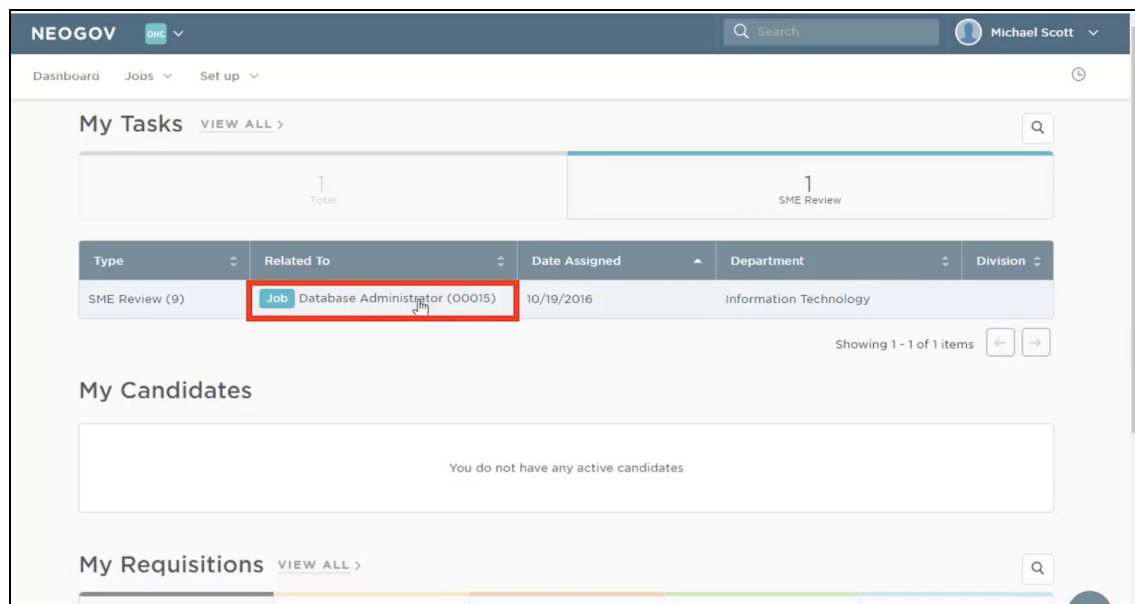 NEOGOV OHC Search Michael Scott
Dashboard Jobs Set up
My Tasks VIEW ALL >
1 1
Total SME Review
Type Related To Date Assigned Department Division
SME Review (9) Job Database Administrator (00015) 10/19/2016 Information Technology
Showing 1 - 1 of 1 items ← →
My Candidates
You do not have any active candidates
My Requisitions VIEW ALL >